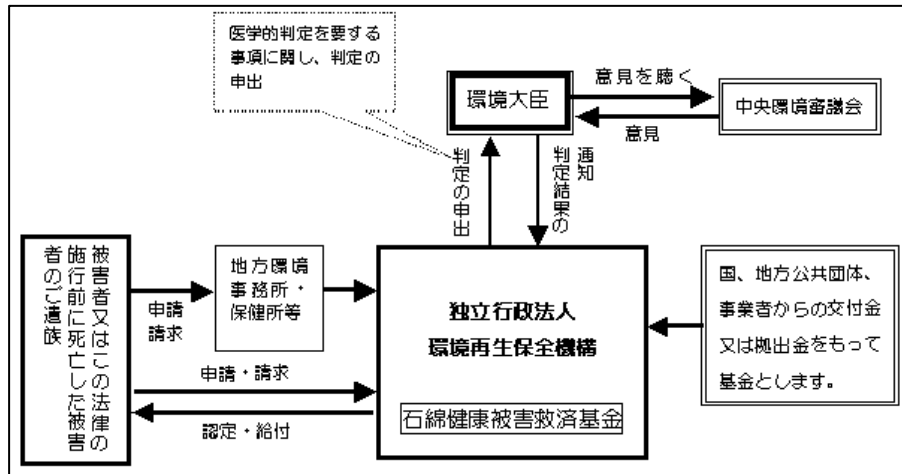 医学的判定を要する
事項に関し、判定の
申出
環境大臣
意見を聴く
意見
中央環境審議会
判定の申出
通知
判定結果の
被害者又はこの法律の
施行前に死亡した被害
者のご遺族
申請
請求
地方環境
事務所・
保健所等
申請・請求
認定・給付
独立行政法人
環境再生保全機構
石綿健康被害救済基金
国、地方公共団体、
事業者からの交付金
又は拠出金をもって
基金とします。